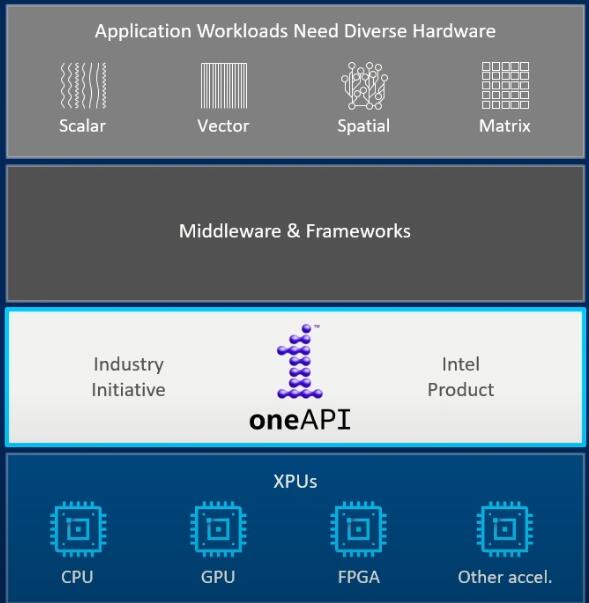 Application Workloads Need Diverse Hardware
Scalar
Vector
Spatial
Matrix
Middleware & Frameworks
Industry
Initiative
™
oneAPI
Intel
Product
XPUs
CPU
GPU
FPGA
Other accel.